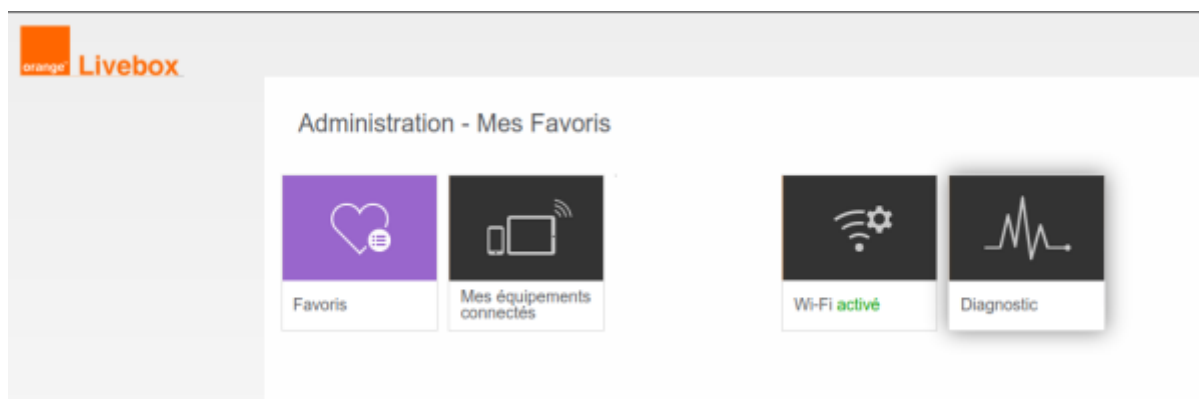 orange
Livebox
Administration - Mes Favoris
Favoris
Mes équipements
connectés
Wi-Fi activé
Diagnostic